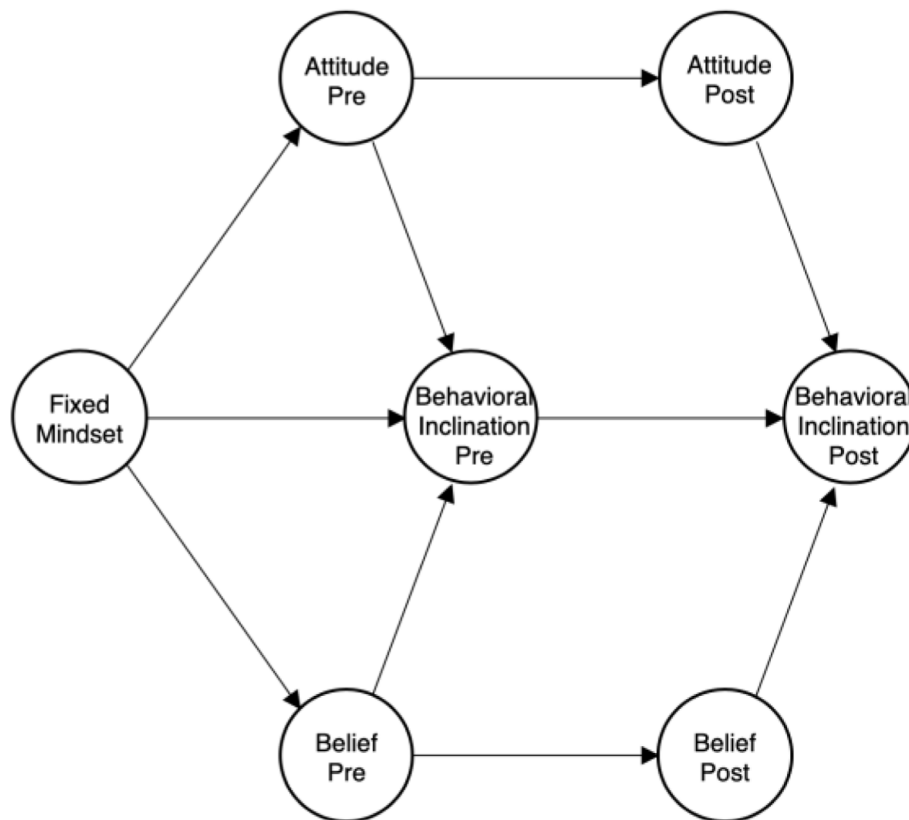 Attitude
Pre
Attitude
Post
Fixed
Mindset
Behavioral
Inclination
Pre
Behavioral
Inclination
Post
Belief
Pre
Belief
Post